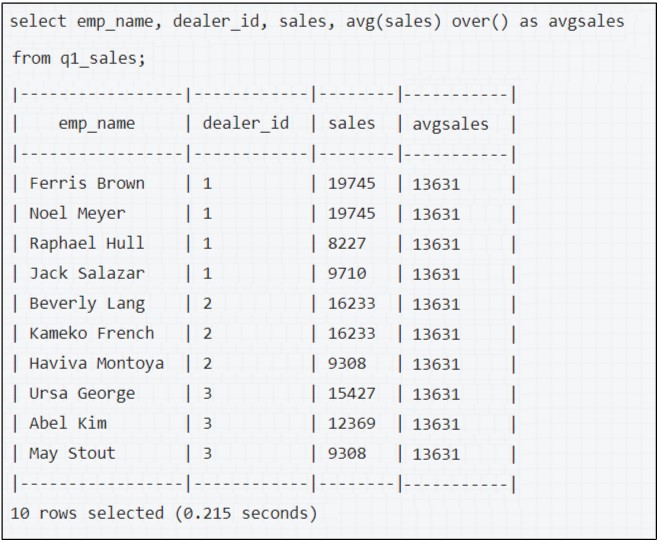 select emp_name, dealer_id, sales, avg(sales) over() as avgsales
from q1_sales;
|-----------------|------------|--------|-----------|
|    emp_name     | dealer_id  | sales  | avgsales  |
|-----------------|------------|--------|-----------|
| Ferris Brown    | 1          | 19745  | 13631     |
| Noel Meyer      | 1          | 19745  | 13631     |
| Raphael Hull    | 1          | 8227   | 13631     |
| Jack Salazar    | 1          | 9710   | 13631     |
| Beverly Lang    | 2          | 16233  | 13631     |
| Kameko French   | 2          | 16233  | 13631     |
| Haviva Montoya  | 2          | 9308   | 13631     |
| Ursa George     | 3          | 15427  | 13631     |
| Abel Kim        | 3          | 12369  | 13631     |
| May Stout       | 3          | 9308   | 13631     |
|-----------------|------------|--------|-----------|
10 rows selected (0.215 seconds)